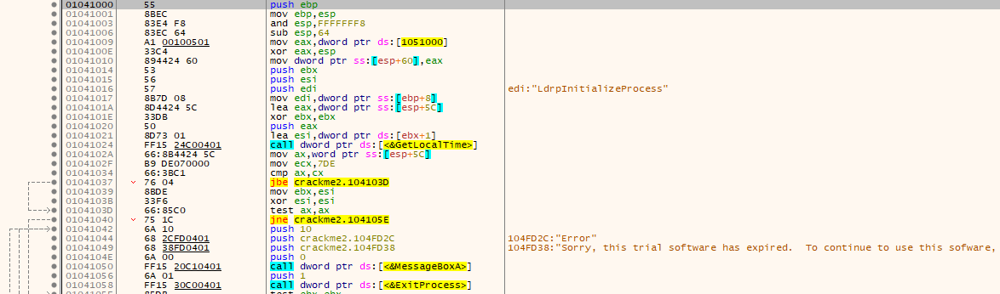 01041000 55 push ebp
01041001 8BEC mov ebp,esp
01041003 83E4 F8 and esp,FFFFFFF8
01041006 83EC 64 sub esp,64
01041009 A1 00100501 mov eax,dword ptr ds:[1051000]
0104100E 33C4 xor eax,esp
01041010 894424 60 mov dword ptr ss:[esp+60],eax
01041014 53 push ebx
01041015 56 push esi
01041016 57 push edi edi:"LdrpInitializeProcess"
01041017 8B7D 08 mov edi,dword ptr ss:[ebp+8]
0104101A 8D4424 5C lea eax,dword ptr ss:[esp+5C]
0104101E 33DB xor ebx,ebx
01041020 50 push eax
01041021 8D73 01 lea esi,dword ptr ds:[ebx+1]
01041024 FF15 24C00401 call dword ptr ds:[<&GetLocalTime>]
0104102A 66:8B4424 5C mov ax,word ptr ss:[esp+5C]
0104102F B9 DE070000 mov ecx,7DE
01041034 66:3BC1 cmp ax,cx
01041037 76 04 jbe crackme2.104103D
01041039 8BDE mov ebx,esi
0104103B 33F6 xor esi,esi
0104103D 66:85C0 test ax,ax
01041040 75 1C jne crackme2.104105E
01041042 6A 10 push 10
01041044 68 2CFD0401 push crackme2.104FD2C 104FD2C:"Error"
01041049 68 38FD0401 push crackme2.104FD38 104FD38:"Sorry, this trial software has expired.  To continue to use this sofware,
0104104E 6A 00 push 0
01041050 FF15 20C10401 call dword ptr ds:[<&MessageBoxA>]
01041056 6A 01 push 1
01041058 FF15 30C00401 call dword ptr ds:[<&ExitProcess>]